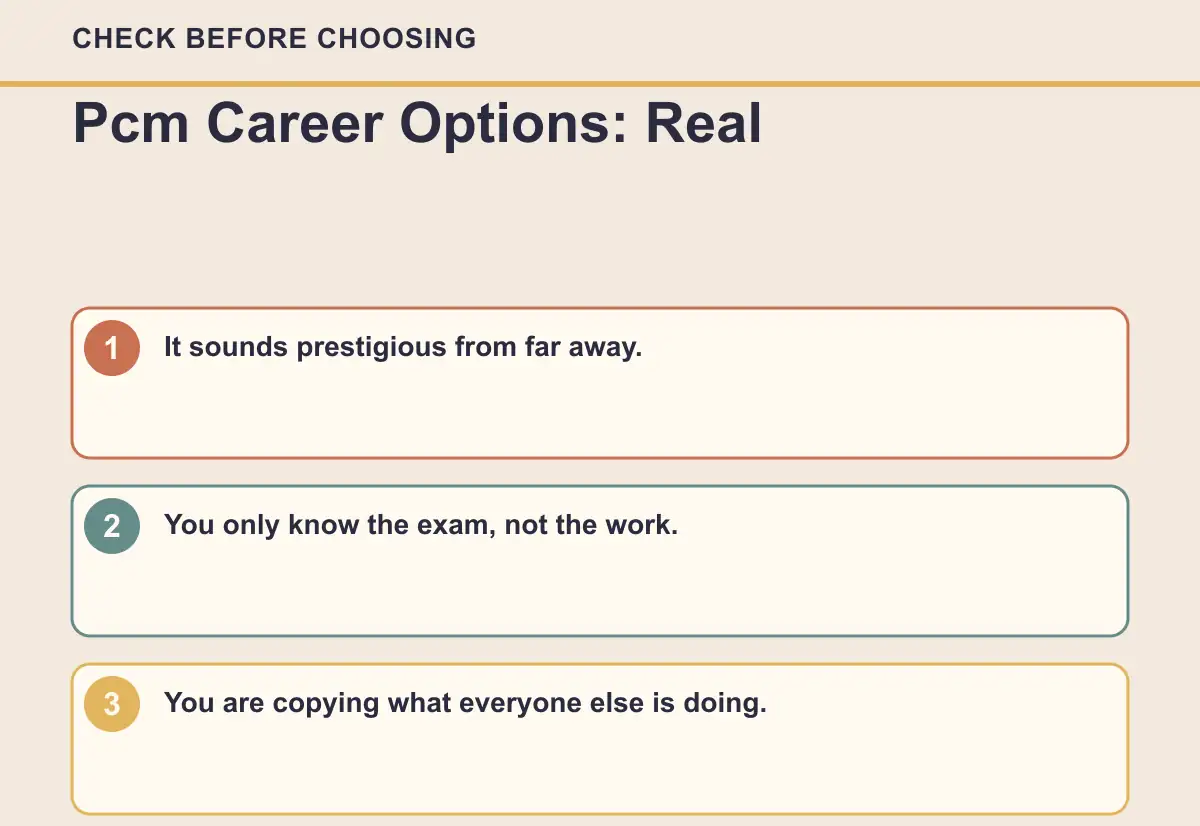 CHECK BEFORE CHOOSING
Pcm Career Options: Real
1 It sounds prestigious from far away.
2 You only know the exam, not the work.
3 You are copying what everyone else is doing.